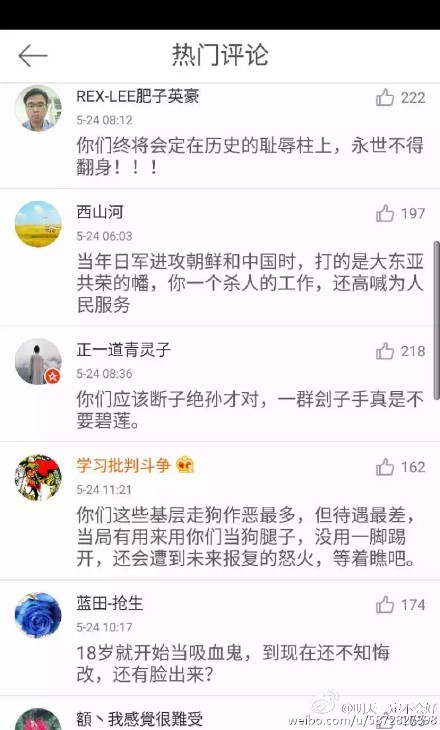 热门评论
REX-LEE肥子英豪
222
5-24 08:12
你们终将会定在历史的耻辱柱上，永世不得
翻身！！！
西山河
197
5-24 06:03
当年日军进攻朝鲜和中国时，打的是大东亚
共荣的幡，你一个杀人的工作，还高喊为人
民服务
正一道青灵子
218
5-24 08:36
你们应该断子绝孙才对，一群刽子手真是不
要碧莲。
学习批判斗争
162
5-24 11:21
你们这些基层走狗作恶最多，但待遇最差，
当局有用来用你们当狗腿子，没用一脚踢
开，还会遭到未来报复的怒火，等着瞧吧。
蓝田-抢生
174
5-24 10:17
18岁就开始当吸血鬼，到现在还不知悔
改，还有脸出来？
額丶我感覺很難受